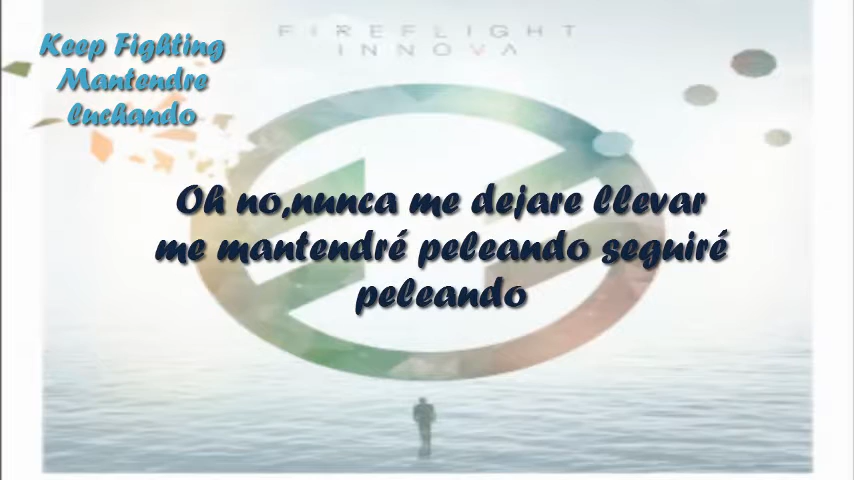 FIREFLIGHT
INNOVA
Keep Fighting
Mantendre
luchando
Oh no,nunca me dejare llevar
me mantendré peleando seguiré
peleando